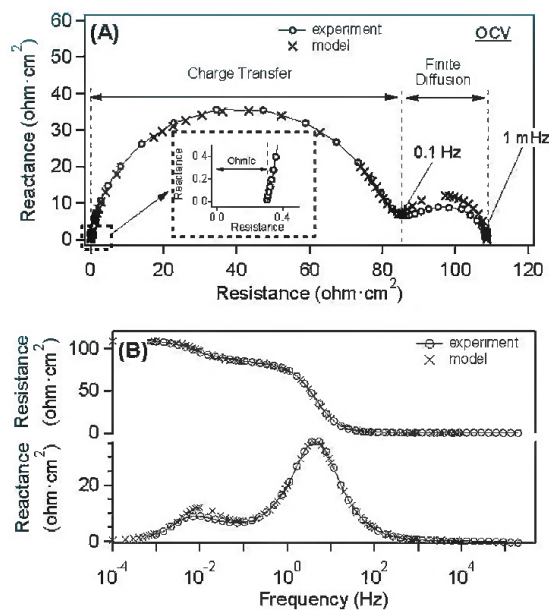 (A)
experiment
model
OCV
Charge Transfer
Finite
Diffusion
0.1 Hz
1 mHz
Reactance (ohm·cm²)
60
50
40
30
20
10
0
Reactance
0.4
0.2
0.0
Ohmic
0.0 0.4
Resistance
0 20 40 60 80 100 120
Resistance (ohm·cm²)
(B)
experiment
model
Resistance
(ohm·cm²)
100
50
0
Reactance
(ohm·cm²)
20
0
10⁻⁴ 10⁻² 10⁰ 10² 10⁴
Frequency (Hz)